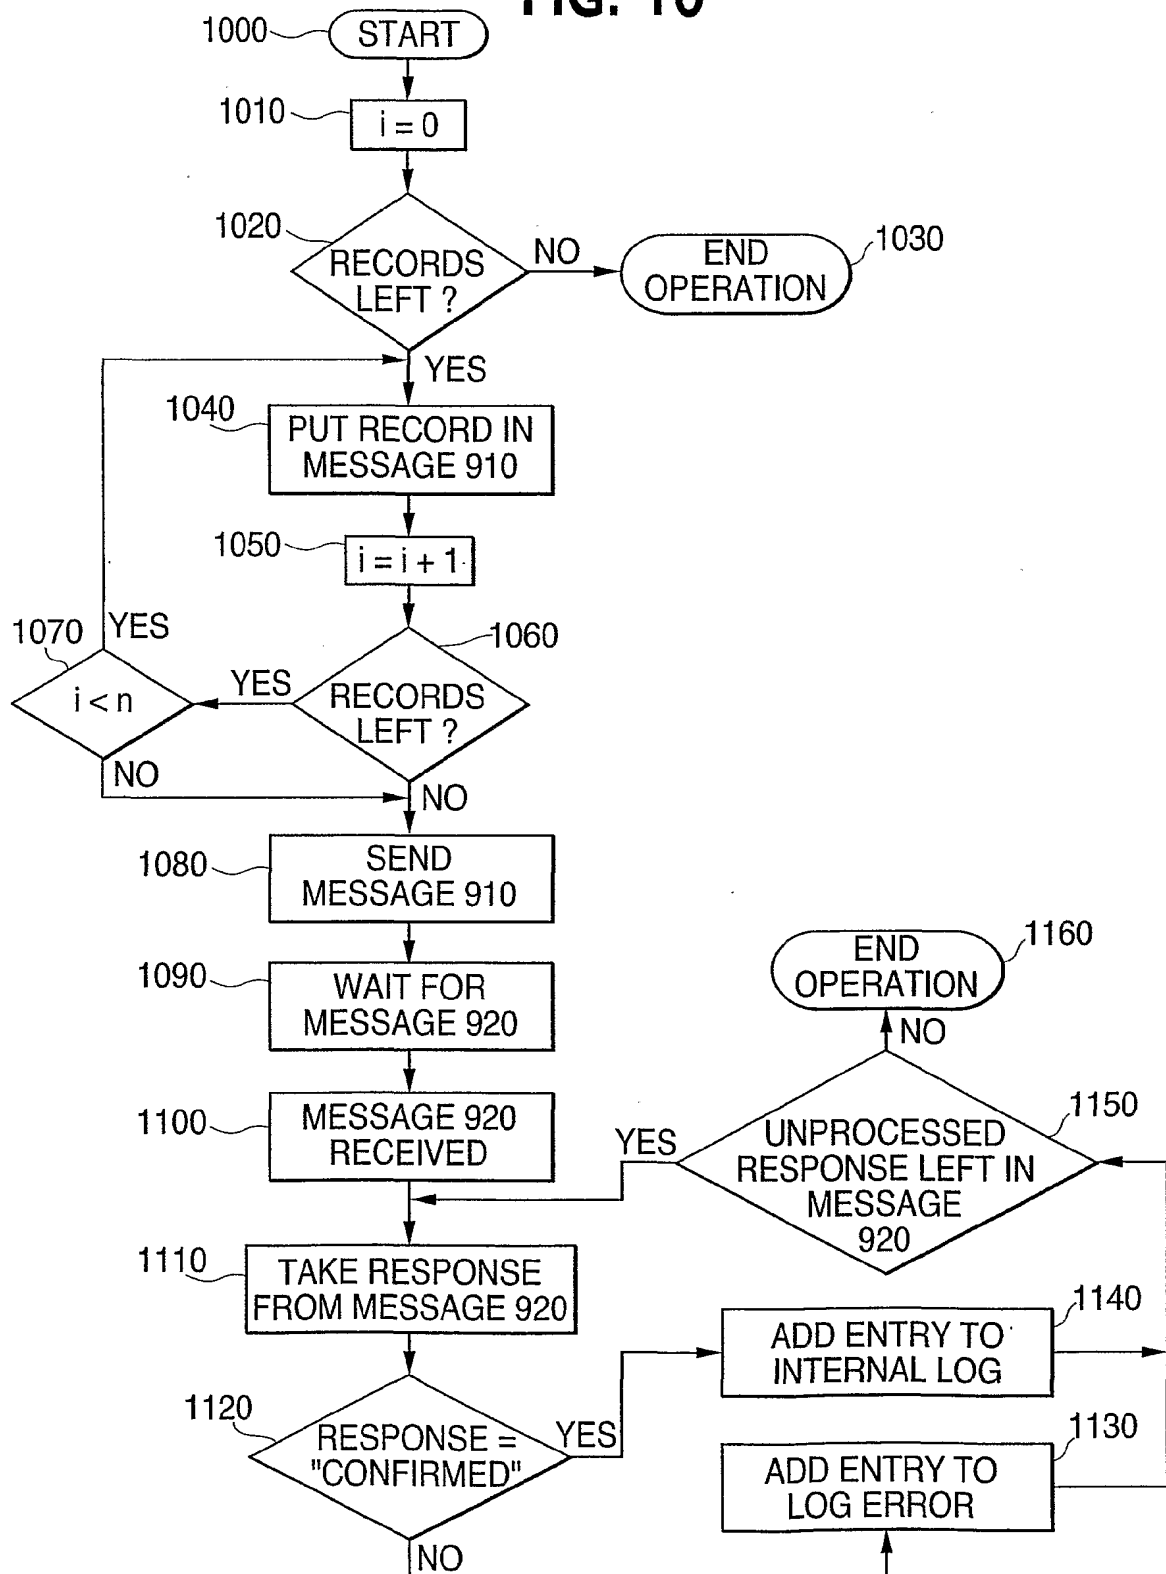 FIG. 10
1000
START
1010
i = 0
1020
RECORDS
LEFT ?
NO
END
OPERATION
1030
YES
1040
PUT RECORD IN
MESSAGE 910
1050
i = i + 1
1070
YES
1060
i < n
YES
RECORDS
LEFT ?
NO
NO
1080
SEND
MESSAGE 910
1090
WAIT FOR
MESSAGE 920
END
OPERATION
1160
NO
1100
MESSAGE 920
RECEIVED
YES
UNPROCESSED
RESPONSE LEFT IN
MESSAGE
920
1150
1110
TAKE RESPONSE
FROM MESSAGE 920
ADD ENTRY TO
INTERNAL LOG
1140
1120
RESPONSE =
"CONFIRMED"
YES
ADD ENTRY TO
LOG ERROR
1130
NO